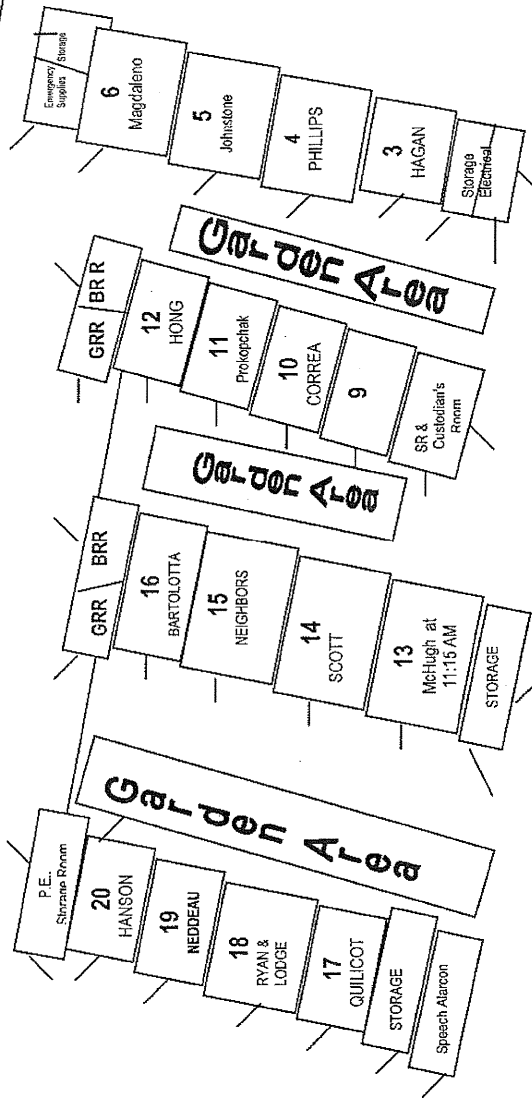 Emergency
Supplies
Storage
6
Magdaleno
5
Johnstone
4
PHILLIPS
3
HAGAN
Storage
Electrical
Garden Area
GRR
BR R
12
HONG
11
Prokopchak
10
CORREA
9
SR &
Custodian's
Room
Garden Area
GRR
BRR
16
BARTOLOTTA
15
NEIGHBORS
14
SCOTT
13
McHugh at
11:15 AM
STORAGE
Garden Area
P.E.
Storage Room
20
HANSON
19
NEDDEAU
18
RYAN &
LODGE
17
QUILICOT
STORAGE
Speech Alarcon